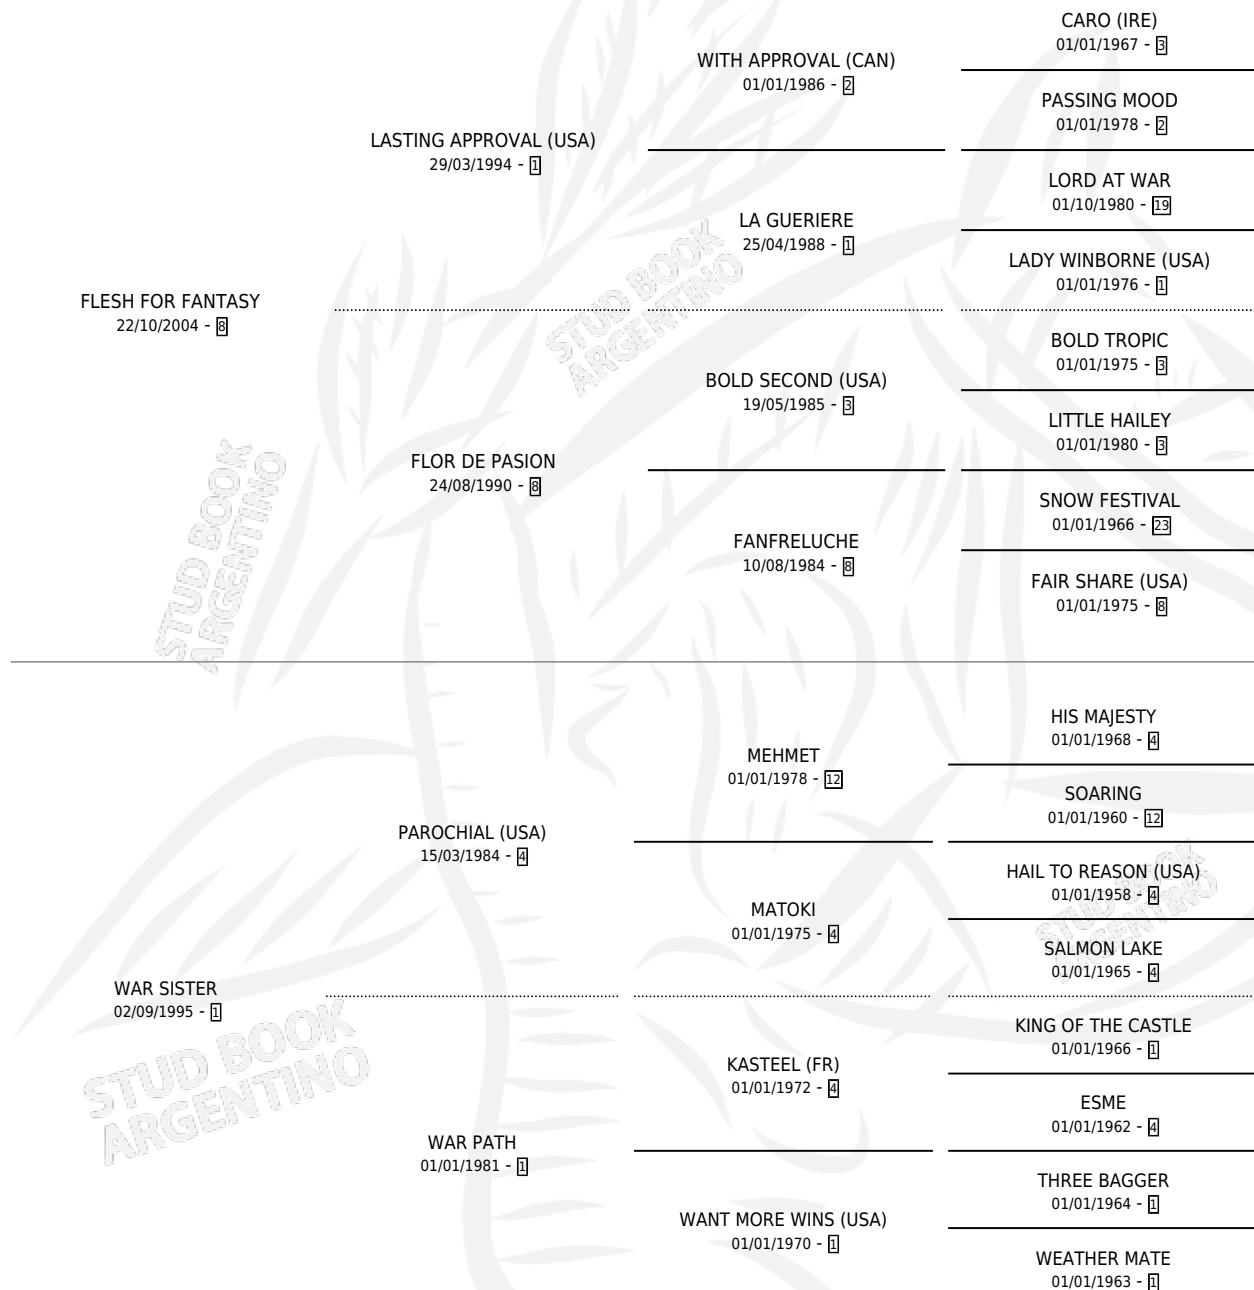 CARO (IRE)
01/01/1967 - 3
WITH APPROVAL (CAN)
01/01/1986 - 2
PASSING MOOD
01/01/1978 - 2
LASTING APPROVAL (USA)
29/03/1994 - 1
LORD AT WAR
01/10/1980 - 19
LA GUERIERE
25/04/1988 - 1
LADY WINBORNE (USA)
01/01/1976 - 1
FLESH FOR FANTASY
22/10/2004 - 8
STUD BOOK
ARGENTINO
BOLD TROPIC
01/01/1975 - 3
BOLD SECOND (USA)
19/05/1985 - 3
LITTLE HAILEY
01/01/1980 - 3
FLOR DE PASION
24/08/1990 - 8
SNOW FESTIVAL
01/01/1966 - 23
FANFRELUCHE
10/08/1984 - 8
FAIR SHARE (USA)
01/01/1975 - 8
STUD BOOK
ARGENTINO
HIS MAJESTY
01/01/1968 - 4
MEHMET
01/01/1978 - 12
SOARING
01/01/1960 - 12
PAROCHIAL (USA)
15/03/1984 - 4
HAIL TO REASON (USA)
01/01/1958 - 4
MATOKI
01/01/1975 - 4
SALMON LAKE
01/01/1965 - 4
STUD BOOK
ARGENTINO
WAR SISTER
02/09/1995 - 1
STUD BOOK
ARGENTINO
KING OF THE CASTLE
01/01/1966 - 1
KASTEEL (FR)
01/01/1972 - 4
ESME
01/01/1962 - 4
WAR PATH
01/01/1981 - 1
THREE BAGGER
01/01/1964 - 1
WANT MORE WINS (USA)
01/01/1970 - 1
WEATHER MATE
01/01/1963 - 1